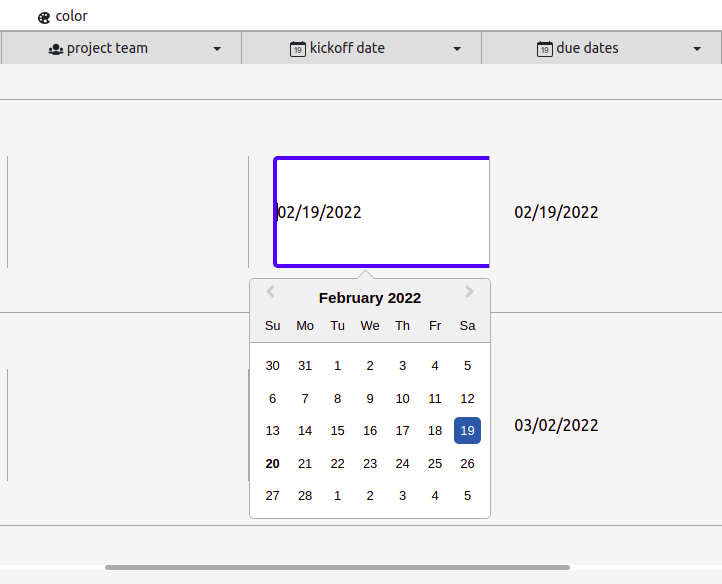 color
project team
19 kickoff date
19 due dates
02/19/2022
02/19/2022
February 2022
Su Mo Tu We Th Fr Sa
30 31 1 2 3 4 5
6 7 8 9 10 11 12
13 14 15 16 17 18 19
20 21 22 23 24 25 26
27 28 1 2 3 4 5
03/02/2022